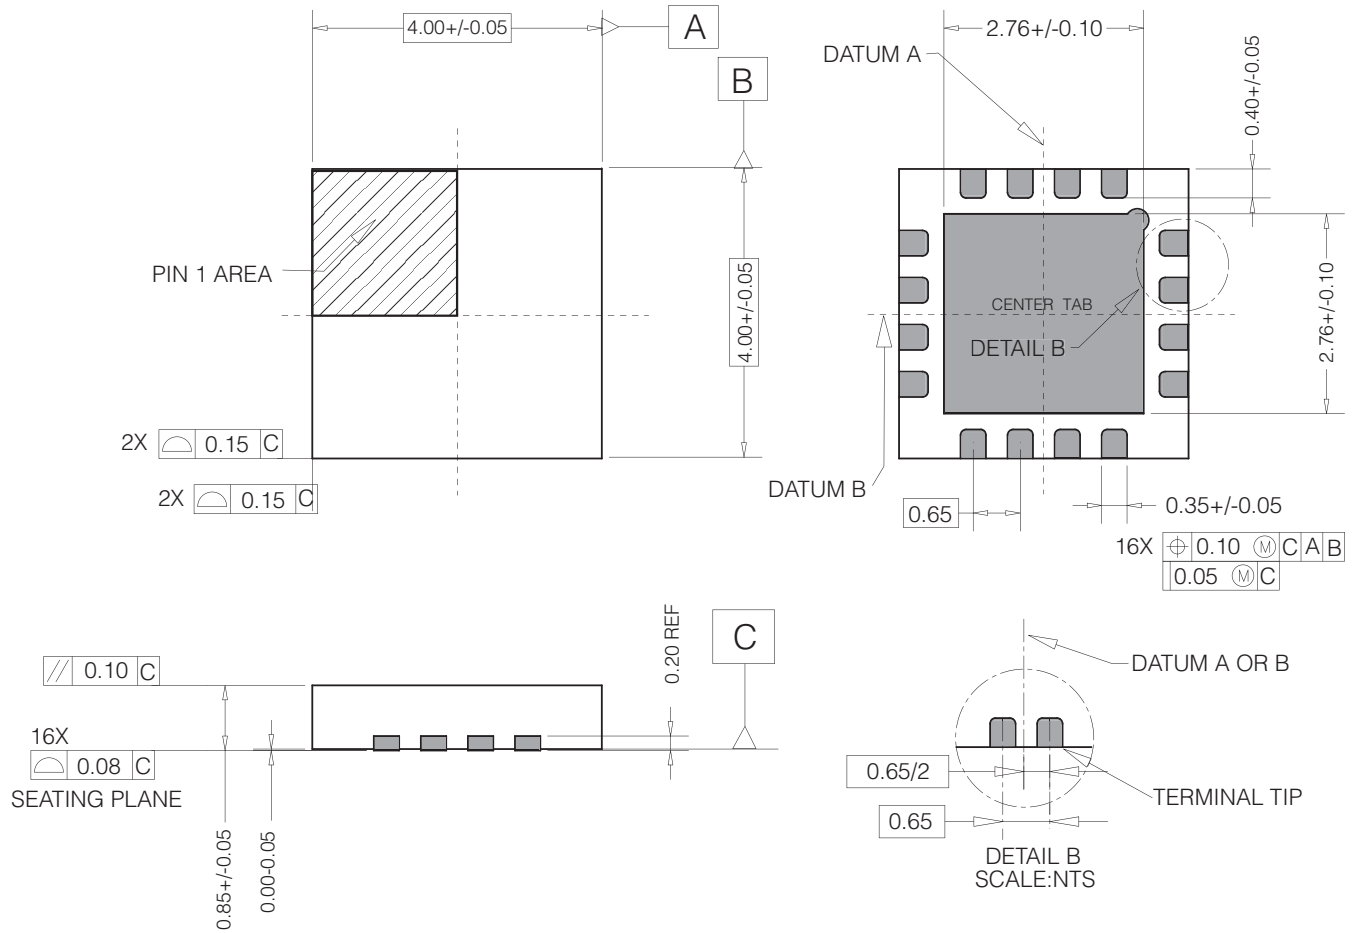 4.00+/-0.05
A
B
4.00+/-0.05
PIN 1 AREA
2X ⌓ 0.15 C
2X ⌓ 0.15 C
2.76+/-0.10
DATUM A
0.40+/-0.05
2.76+/-0.10
CENTER TAB
DETAIL B
DATUM B
0.65
0.35+/-0.05
16X ⌖ 0.10 Ⓜ C A B
0.05 Ⓜ C
// 0.10 C
16X
⌓ 0.08 C
SEATING PLANE
0.85+/-0.05
0.00-0.05
0.20 REF
C
DATUM A OR B
0.65/2
TERMINAL TIP
0.65
DETAIL B
SCALE:NTS